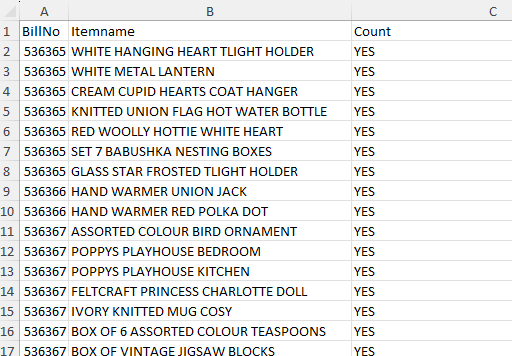 A B C
1 BillNo Itemname Count
2 536365 WHITE HANGING HEART TLIGHT HOLDER YES
3 536365 WHITE METAL LANTERN YES
4 536365 CREAM CUPID HEARTS COAT HANGER YES
5 536365 KNITTED UNION FLAG HOT WATER BOTTLE YES
6 536365 RED WOOLLY HOTTIE WHITE HEART YES
7 536365 SET 7 BABUSHKA NESTING BOXES YES
8 536365 GLASS STAR FROSTED TLIGHT HOLDER YES
9 536366 HAND WARMER UNION JACK YES
10 536366 HAND WARMER RED POLKA DOT YES
11 536367 ASSORTED COLOUR BIRD ORNAMENT YES
12 536367 POPPYS PLAYHOUSE BEDROOM YES
13 536367 POPPYS PLAYHOUSE KITCHEN YES
14 536367 FELTCRAFT PRINCESS CHARLOTTE DOLL YES
15 536367 IVORY KNITTED MUG COSY YES
16 536367 BOX OF 6 ASSORTED COLOUR TEASPOONS YES
17 536367 BOX OF VINTAGE JIGSAW BLOCKS YES